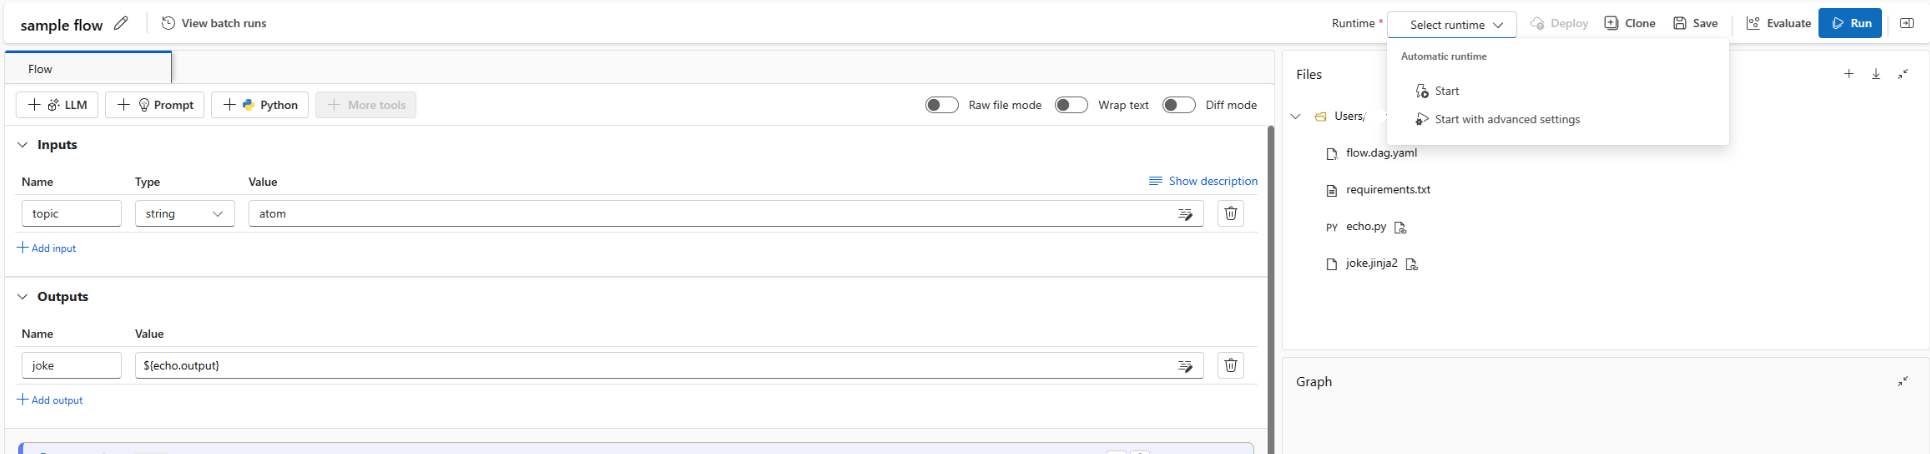 sample flow
View batch runs
Runtime *
Select runtime
Deploy
Clone
Save
Evaluate
Run
Automatic runtime
Start
Start with advanced settings
Flow
LLM
Prompt
Python
More tools
Raw file mode
Wrap text
Diff mode
Inputs
Name Type Value
Show description
topic string atom
Add input
Outputs
Name Value
joke ${echo.output}
Add output
Files
Users/
flow.dag.yaml
requirements.txt
PY echo.py
joke.jinja2
Graph